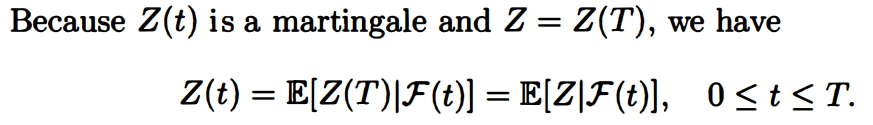 Because Z(t) is a martingale and Z = Z(T), we have
Z(t) = 𝔼[Z(T)|ℱ(t)] = 𝔼[Z|ℱ(t)], 0 ≤ t ≤ T.